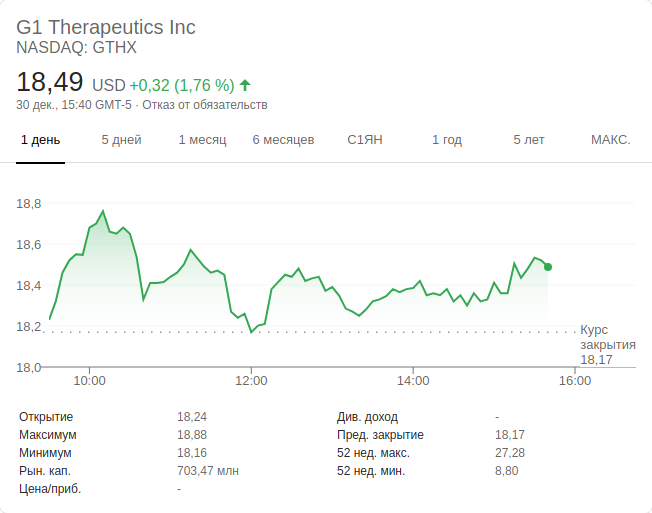 G1 Therapeutics Inc
NASDAQ: GTHX
18,49 USD +0,32 (1,76 %)
30 дек., 15:40 GMT-5 · Отказ от обязательств
1 день 5 дней 1 месяц 6 месяцев С1ЯН 1 год 5 лет МАКС.
18,8
18,6
18,4
18,2
18,0
Курс
закрытия
18,17
10:00 12:00 14:00 16:00
Открытие 18,24 Див. доход -
Максимум 18,88 Пред. закрытие 18,17
Минимум 18,16 52 нед. макс. 27,28
Рын. кап. 703,47 млн 52 нед. мин. 8,80
Цена/приб. -